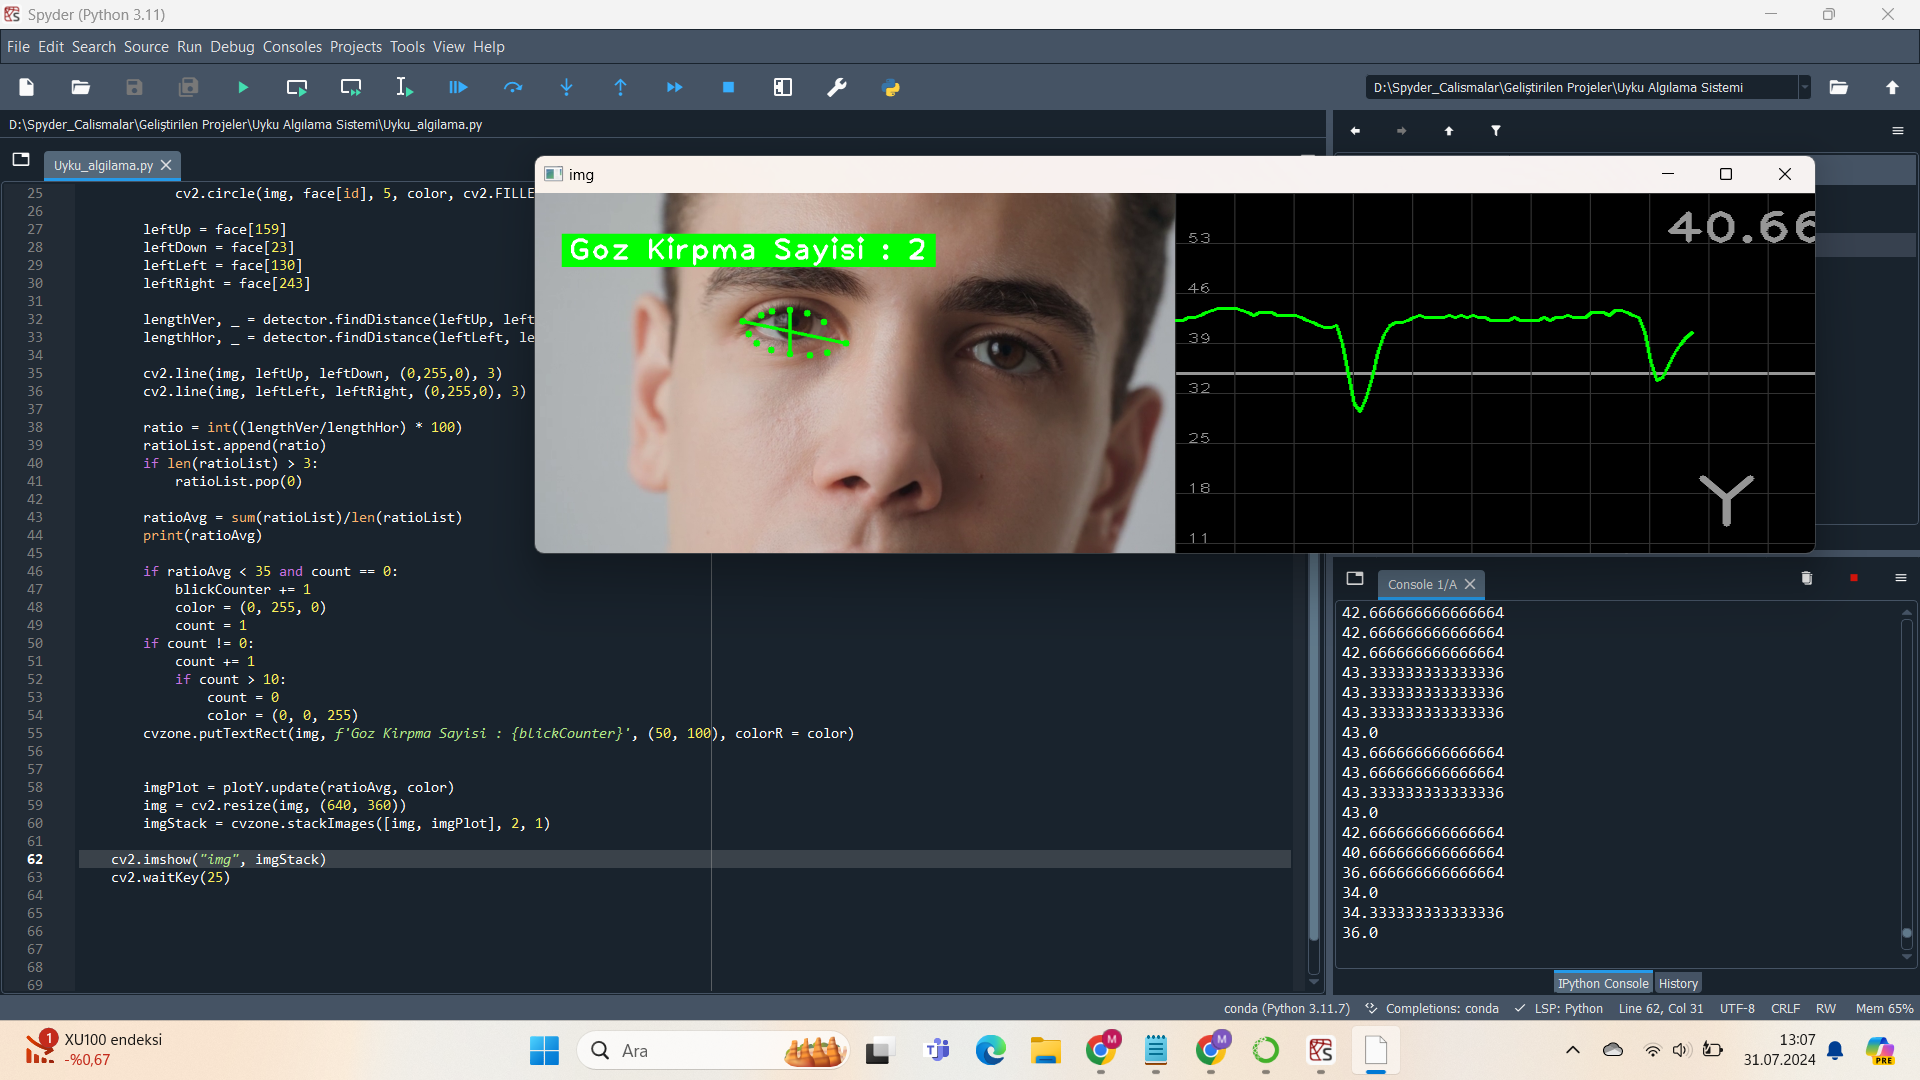 Spyder (Python 3.11)
File Edit Search Source Run Debug Consoles Projects Tools View Help
D:\Spyder_Calismalar\Geliştirilen Projeler\Uyku Algılama Sistemi
D:\Spyder_Calismalar\Geliştirilen Projeler\Uyku Algılama Sistemi\Uyku_algilama.py
Uyku_algilama.py
25 cv2.circle(img, face[id], 5, color, cv2.FILLE
26
27 leftUp = face[159]
28 leftDown = face[23]
29 leftLeft = face[130]
30 leftRight = face[243]
31
32 lengthVer, _ = detector.findDistance(leftUp, left
33 lengthHor, _ = detector.findDistance(leftLeft, le
34
35 cv2.line(img, leftUp, leftDown, (0,255,0), 3)
36 cv2.line(img, leftLeft, leftRight, (0,255,0), 3)
37
38 ratio = int((lengthVer/lengthHor) * 100)
39 ratioList.append(ratio)
40 if len(ratioList) > 3:
41 ratioList.pop(0)
42
43 ratioAvg = sum(ratioList)/len(ratioList)
44 print(ratioAvg)
45
46 if ratioAvg < 35 and count == 0:
47 blickCounter += 1
48 color = (0, 255, 0)
49 count = 1
50 if count != 0:
51 count += 1
52 if count > 10:
53 count = 0
54 color = (0, 0, 255)
55 cvzone.putTextRect(img, f'Goz Kirpma Sayisi : {blickCounter}', (50, 100), colorR = color)
56
57
58 imgPlot = plotY.update(ratioAvg, color)
59 img = cv2.resize(img, (640, 360))
60 imgStack = cvzone.stackImages([img, imgPlot], 2, 1)
61
62 cv2.imshow("img", imgStack)
63 cv2.waitKey(25)
64
65
66
67
68
69
img
Goz Kirpma Sayisi : 2
40.66
53
46
39
32
25
18
11
Y
Console 1/A
42.666666666666664
42.666666666666664
42.666666666666664
43.333333333333336
43.333333333333336
43.333333333333336
43.0
43.666666666666664
43.666666666666664
43.333333333333336
43.0
42.666666666666664
40.666666666666664
36.666666666666664
34.0
34.333333333333336
36.0
IPython Console History
conda (Python 3.11.7) Completions: conda LSP: Python Line 62, Col 31 UTF-8 CRLF RW Mem 65%
1
XU100 endeksi
-%0,67
Ara
M
M
13:07
31.07.2024
PRE